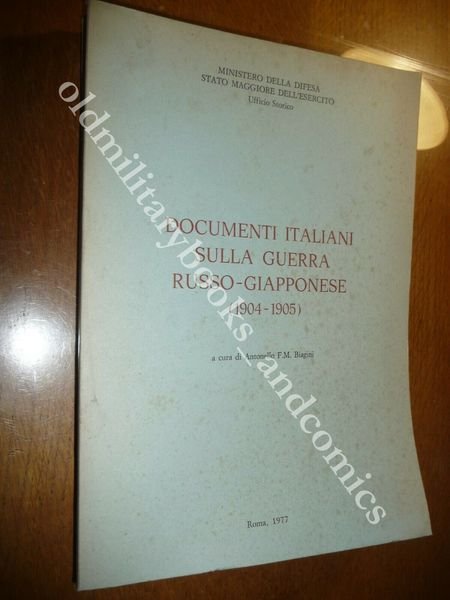 MINISTERO DELLA DIFESA
STATO MAGGIORE DELL'ESERCITO
Ufficio Storico
DOCUMENTI ITALIANI
SULLA GUERRA
RUSSO-GIAPPONESE
(1904-1905)
a cura di Antonello F.M. Biagini
Roma, 1977
oldmilitarybooks_andcomics